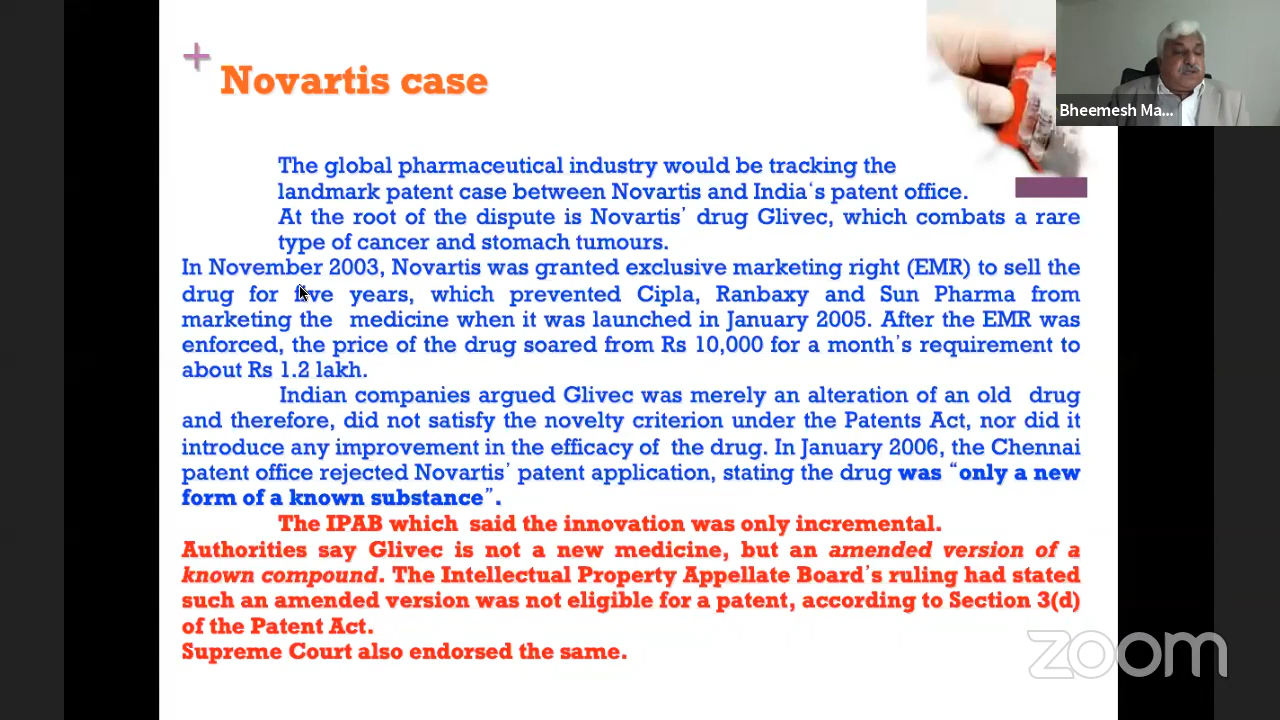 +
Novartis case
Bheemesh Ma...
The global pharmaceutical industry would be tracking the
landmark patent case between Novartis and India‘s patent office.
At the root of the dispute is Novartis’ drug Glivec, which combats a rare
type of cancer and stomach tumours.
In November 2003, Novartis was granted exclusive marketing right (EMR) to sell the
drug for five years, which prevented Cipla, Ranbaxy and Sun Pharma from
marketing the medicine when it was launched in January 2005. After the EMR was
enforced, the price of the drug soared from Rs 10,000 for a month's requirement to
about Rs 1.2 lakh.
Indian companies argued Glivec was merely an alteration of an old drug
and therefore, did not satisfy the novelty criterion under the Patents Act, nor did it
introduce any improvement in the efficacy of the drug. In January 2006, the Chennai
patent office rejected Novartis’ patent application, stating the drug was “only a new
form of a known substance”.
The IPAB which said the innovation was only incremental.
Authorities say Glivec is not a new medicine, but an amended version of a
known compound. The Intellectual Property Appellate Board's ruling had stated
such an amended version was not eligible for a patent, according to Section 3(d)
of the Patent Act.
Supreme Court also endorsed the same.
zoom